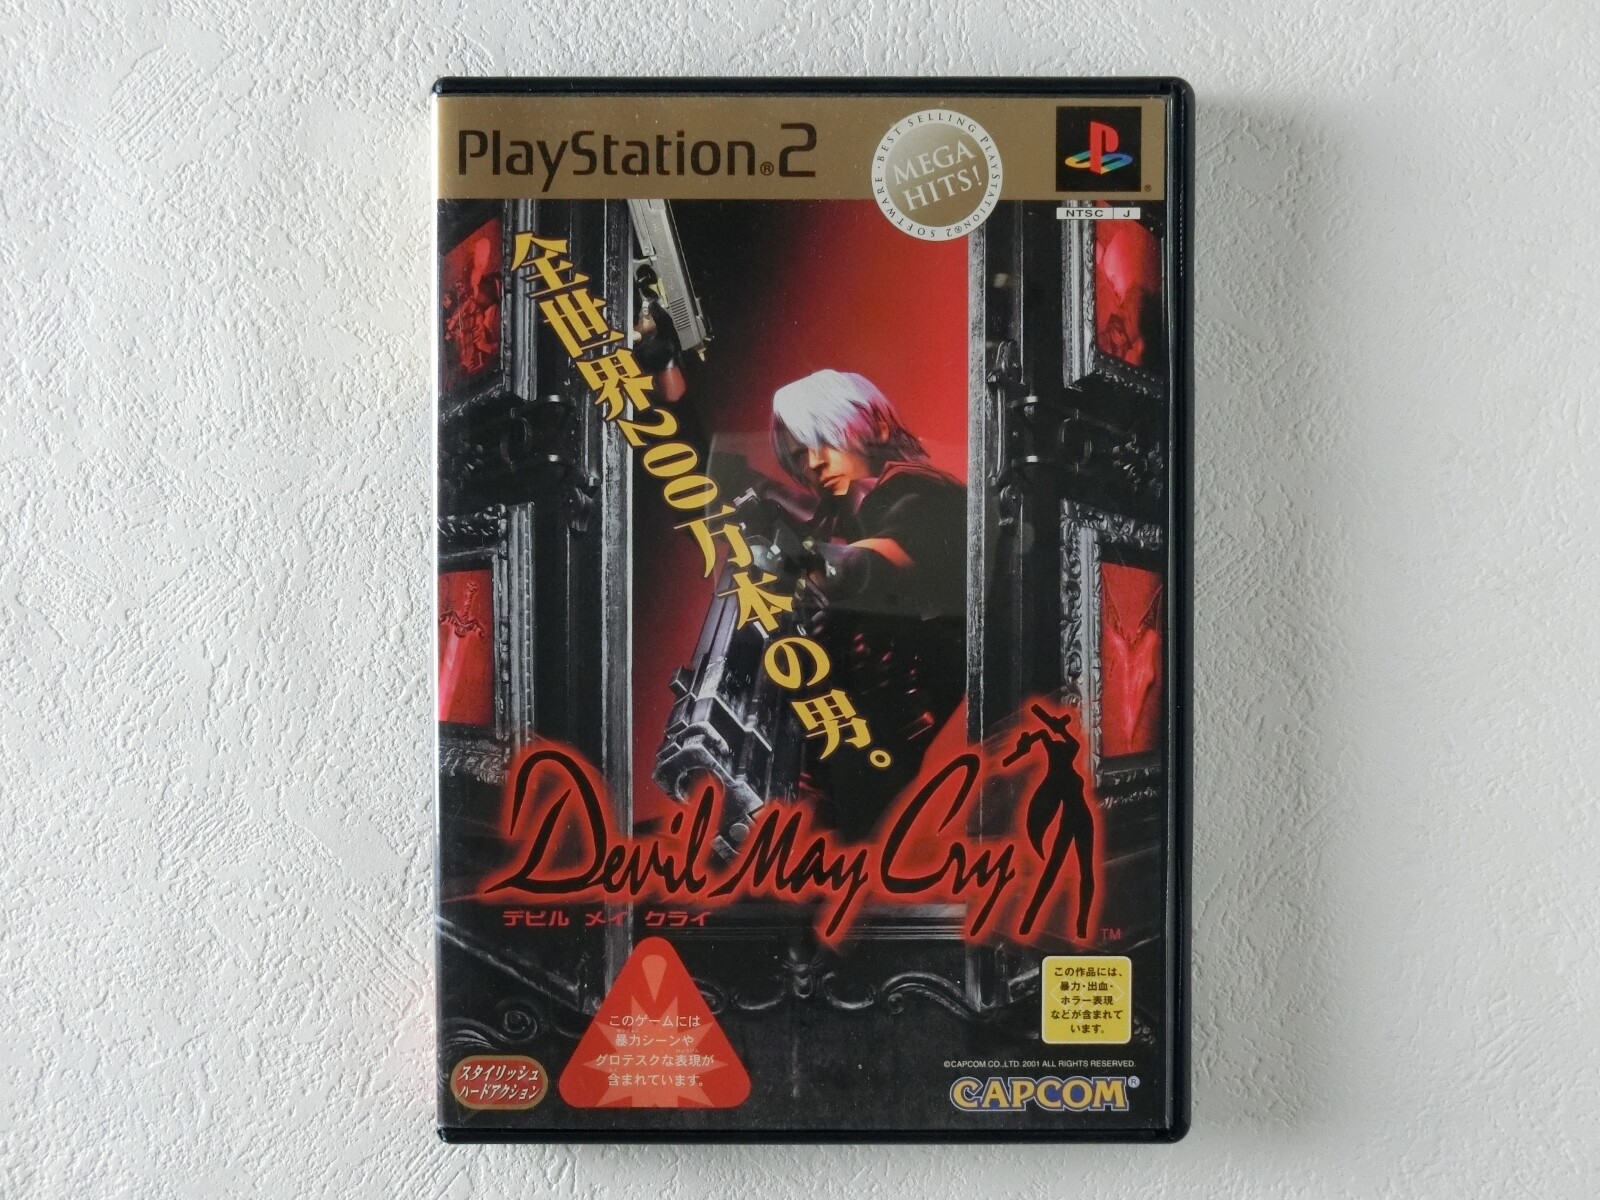 PlayStation®2
BEST SELLING PLAYSTATION®2 SOFTWARE
MEGA
HITS!
®
NTSC J
全世界200万本の男。
Devil May Cry
デビル メイ クライ
TM
このゲームには
暴力シーンや
グロテスクな表現が
含まれています。
この作品には、
暴力・出血・
ホラー表現
などが含まれて
います。
スタイリッシュ
ハードアクション
©CAPCOM CO.,LTD. 2001 ALL RIGHTS RESERVED.
CAPCOM®